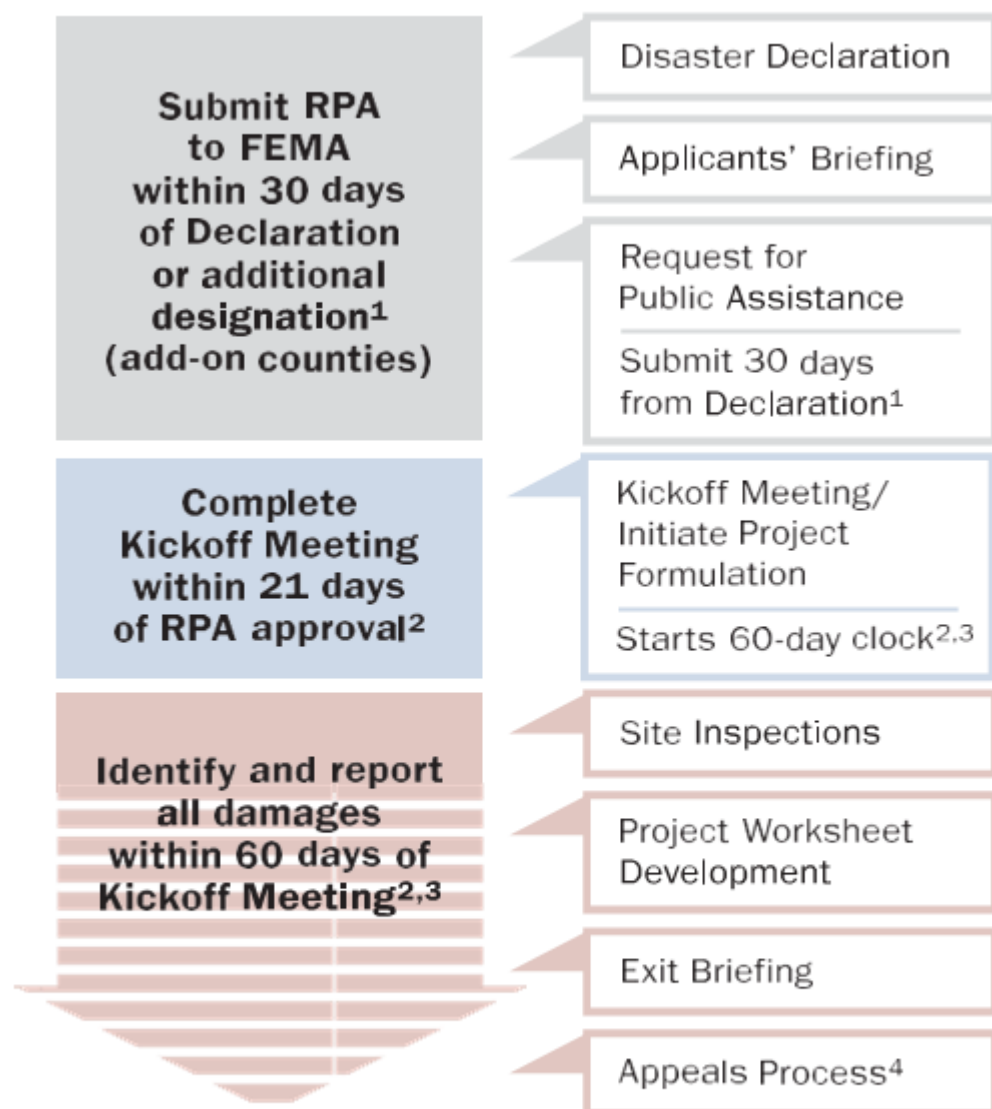 Submit RPA
to FEMA
within 30 days
of Declaration
or additional
designation¹
(add-on counties)
Disaster Declaration
Applicants’ Briefing
Request for
Public Assistance
Submit 30 days
from Declaration¹
Complete
Kickoff Meeting
within 21 days
of RPA approval²
Kickoff Meeting/
Initiate Project
Formulation
Starts 60-day clock²,³
Identify and report
all damages
within 60 days of
Kickoff Meeting²,³
Site Inspections
Project Worksheet
Development
Exit Briefing
Appeals Process⁴